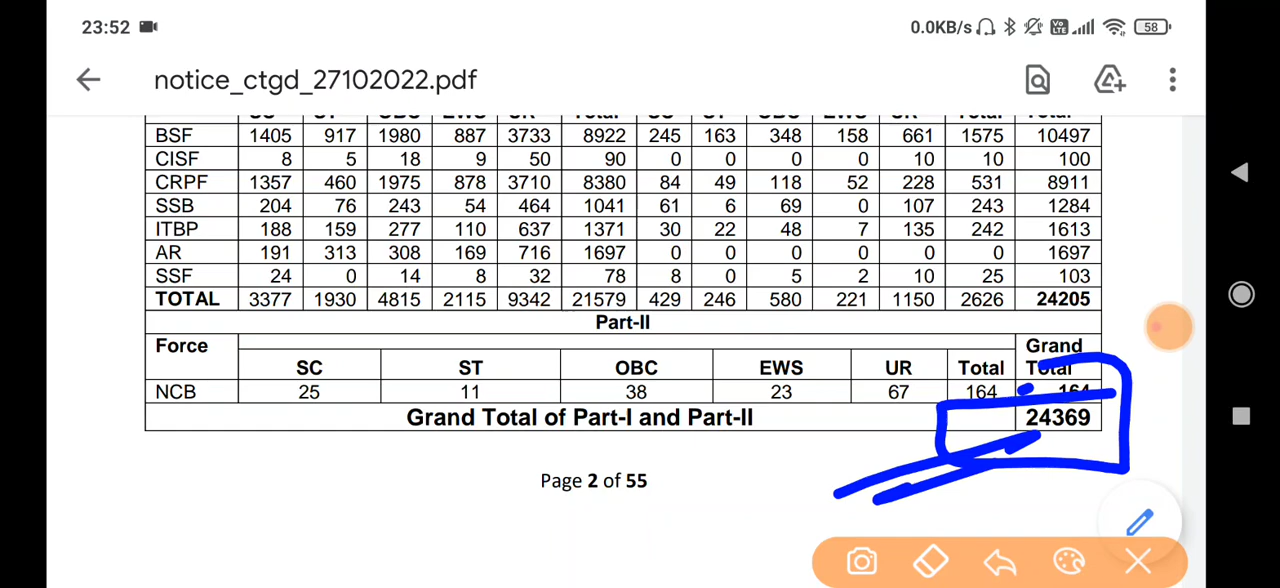 23:52 0.0KB/s Vo LTE 58
notice_ctgd_27102022.pdf
BSF 1405 917 1980 887 3733 8922 245 163 348 158 661 1575 10497
CISF 8 5 18 9 50 90 0 0 0 0 10 10 100
CRPF 1357 460 1975 878 3710 8380 84 49 118 52 228 531 8911
SSB 204 76 243 54 464 1041 61 6 69 0 107 243 1284
ITBP 188 159 277 110 637 1371 30 22 48 7 135 242 1613
AR 191 313 308 169 716 1697 0 0 0 0 0 0 1697
SSF 24 0 14 8 32 78 8 0 5 2 10 25 103
TOTAL 3377 1930 4815 2115 9342 21579 429 246 580 221 1150 2626 24205
Part-II
Force Grand
SC ST OBC EWS UR Total Total
NCB 25 11 38 23 67 164 164
Grand Total of Part-I and Part-II 24369
Page 2 of 55